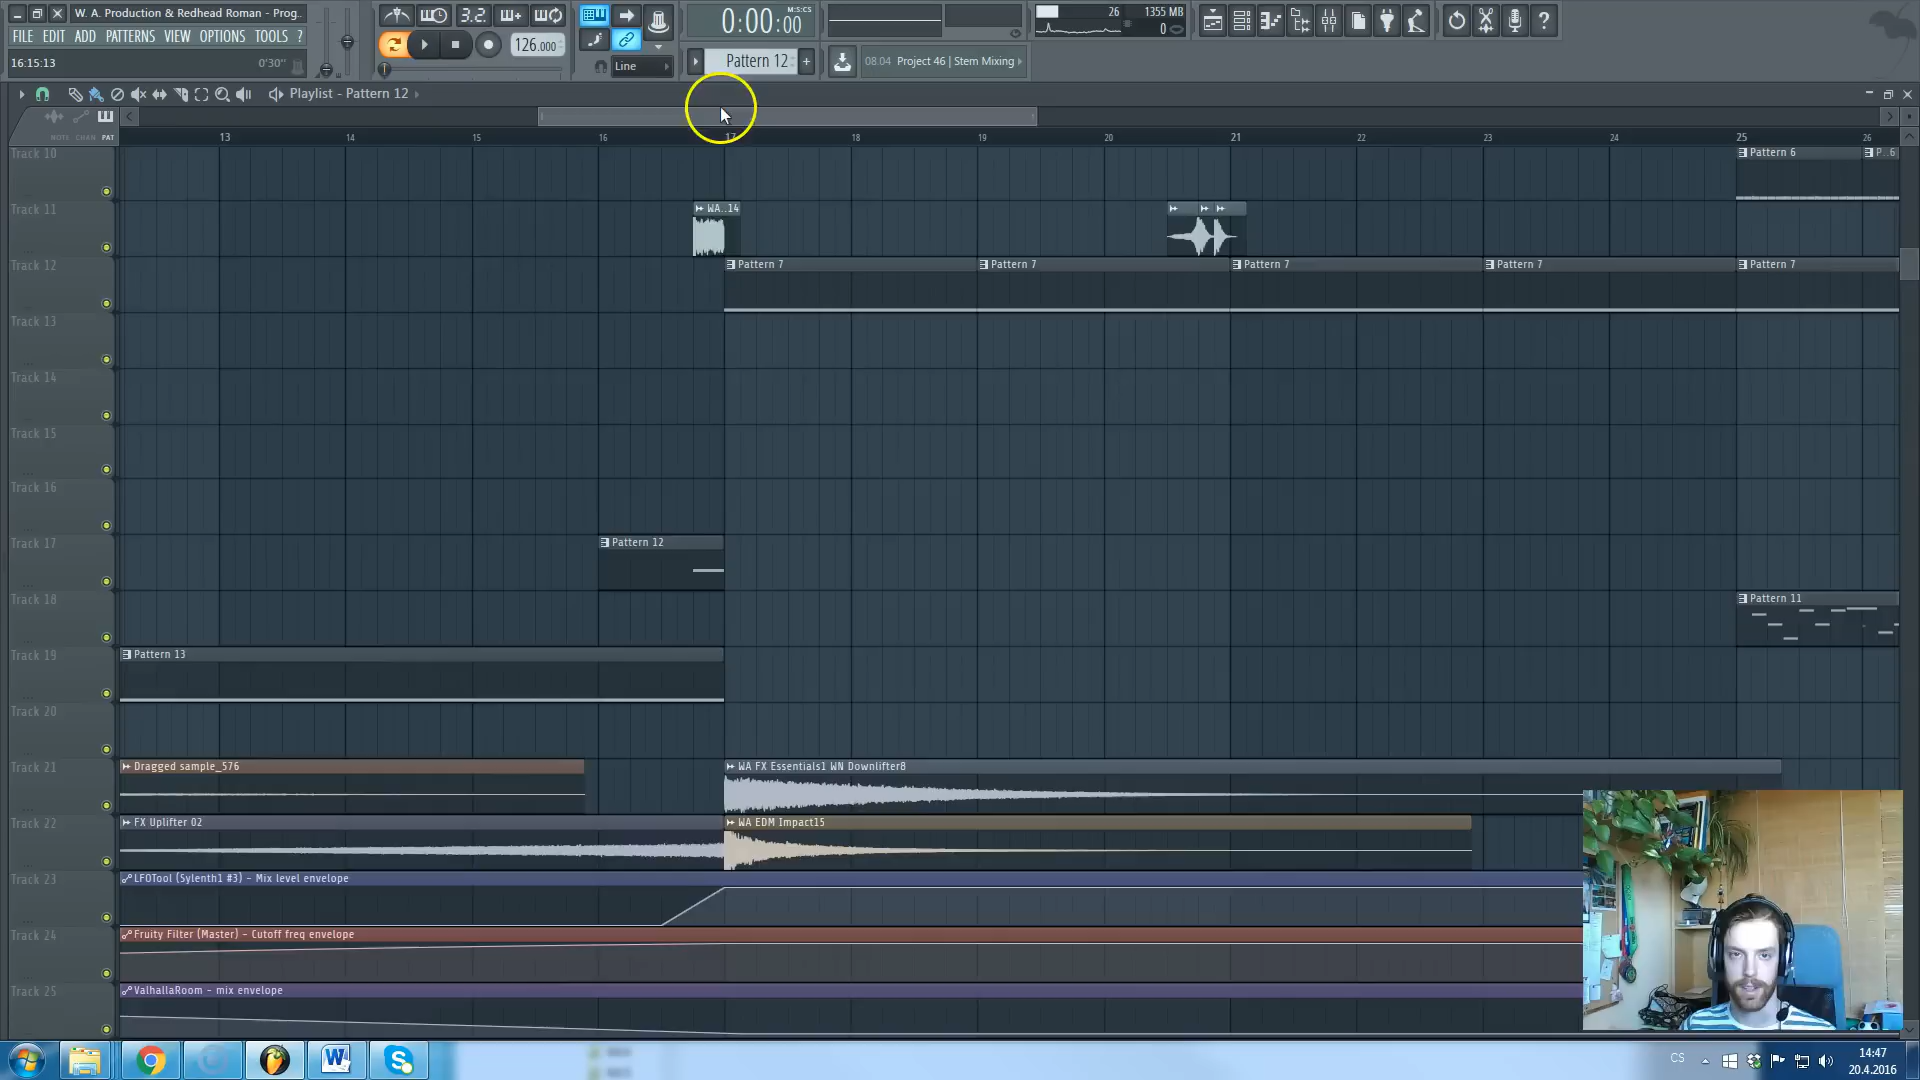 W. A. Production & Redhead Roman - Prog..
FILE EDIT ADD PATTERNS VIEW OPTIONS TOOLS ?
16:15:13 0'30"
3.2.
126.000
Line
0:00:00
M:S:CS
Pattern 12
26 1355 MB
0
08.04 Project 46 | Stem Mixing
Playlist - Pattern 12
NOTE CHAN PAT
13 14 15 16 17 18 19 20 21 22 23 24 25 26
Track 10
Pattern 6
P..6
Track 11
WA..14
Track 12
Pattern 7
Pattern 7
Pattern 7
Pattern 7
Pattern 7
Track 13
Track 14
Track 15
Track 16
Track 17
Pattern 12
Track 18
Pattern 11
Track 19
Pattern 13
Track 20
Track 21
Dragged sample_576
WA FX Essentials1 WN Downlifter8
Track 22
FX Uplifter 02
WA EDM Impact15
Track 23
LFOTool (Sylenth1 #3) - Mix level envelope
Track 24
Fruity Filter (Master) - Cutoff freq envelope
Track 25
ValhallaRoom - mix envelope
CS
14:47
20.4.2016